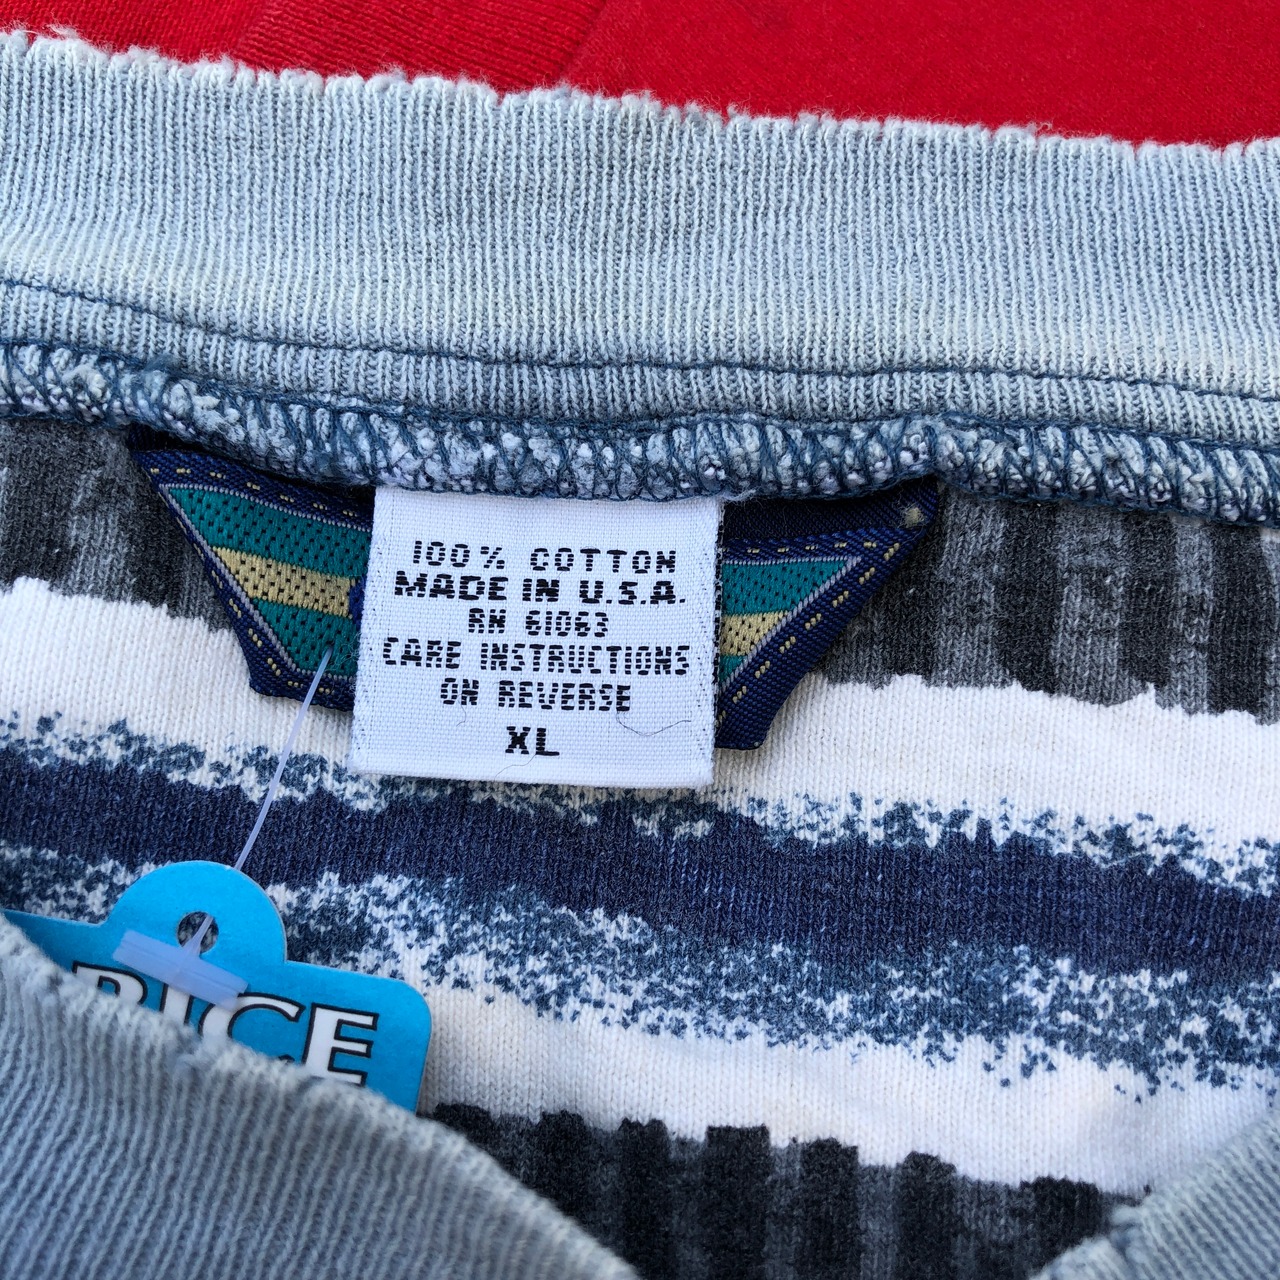 100% COTTON
MADE IN U.S.A.
RN 61063
CARE INSTRUCTIONS
ON REVERSE
XL
RICE